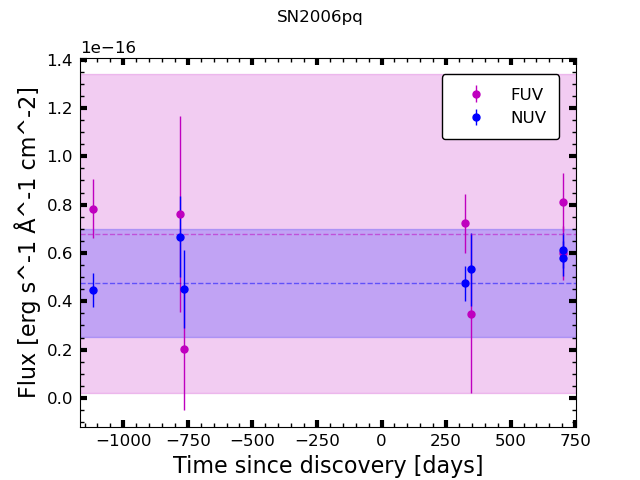 SN2006pq
1e−16
1.4
1.2
1.0
0.8
0.6
0.4
0.2
0.0
Flux [erg s^-1 Å^-1 cm^-2]
FUV
NUV
−1000 −750 −500 −250 0 250 500 750
Time since discovery [days]